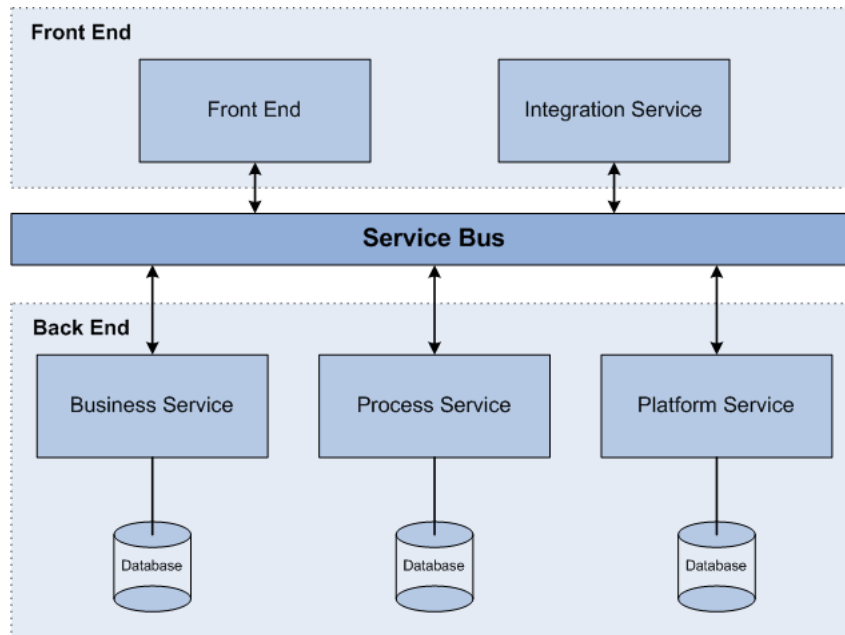 Front End
Front End
Integration Service
Service Bus
Back End
Business Service
Process Service
Platform Service
Database
Database
Database